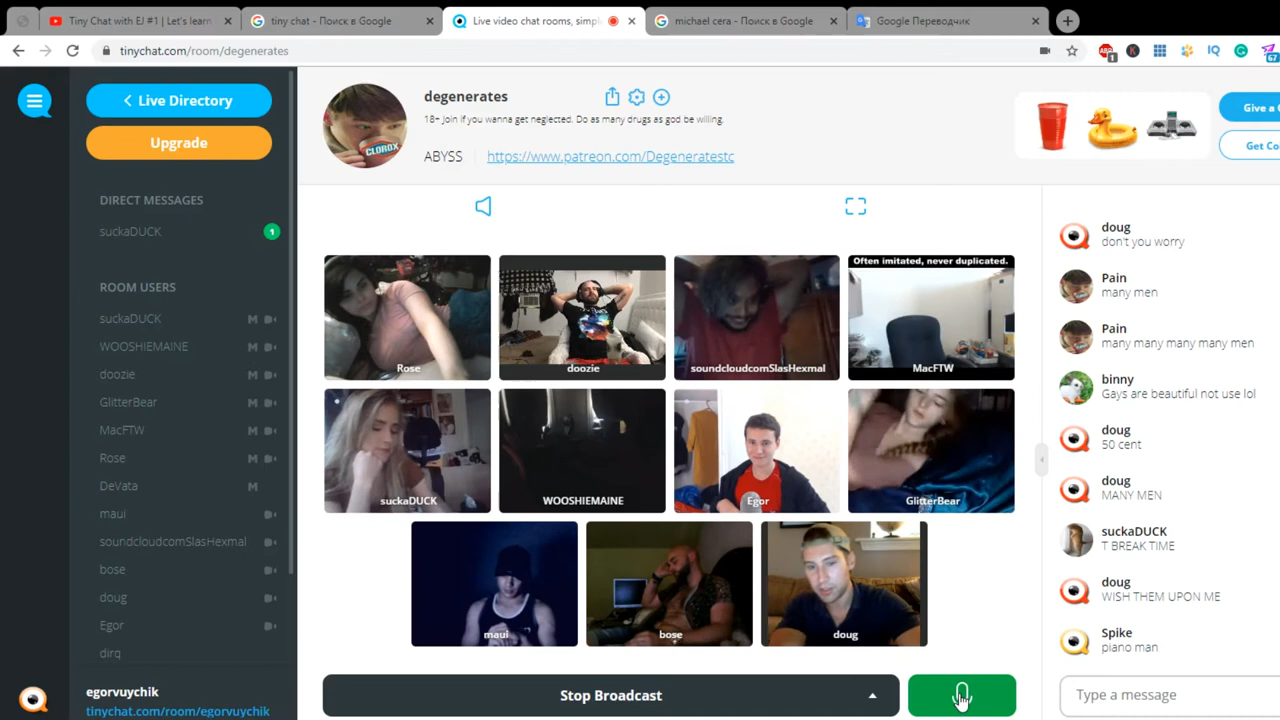 Tiny Chat with EJ #1 | Let's learn
tiny chat - Поиск в Google
Live video chat rooms, simpl
michael cera - Поиск в Google
Google Переводчик
tinychat.com/room/degenerates
ABP
1
K
IQ
G
67
Live Directory
Upgrade
DIRECT MESSAGES
suckaDUCK
1
ROOM USERS
suckaDUCK M
WOOSHIEMAINE M
doozie M
GlitterBear M
MacFTW M
Rose M
DeVata M
maui
soundcloudcomSlasHexmal
bose
doug
Egor
dirq
egorvuychik
tinychat.com/room/egorvuychik
CLOROX
degenerates
18+ Join if you wanna get neglected. Do as many drugs as god be willing.
ABYSS
https://www.patreon.com/Degeneratestc
Give a
Get Co
Often imitated, never duplicated.
Rose
doozie
soundcloudcomSlasHexmal
MacFTW
suckaDUCK
WOOSHIEMAINE
Egor
GlitterBear
maui
bose
doug
Stop Broadcast
doug
don't you worry
Pain
many men
Pain
many many many many men
binny
Gays are beautiful not use lol
doug
50 cent
doug
MANY MEN
suckaDUCK
T BREAK TIME
doug
WISH THEM UPON ME
Spike
piano man
Type a message